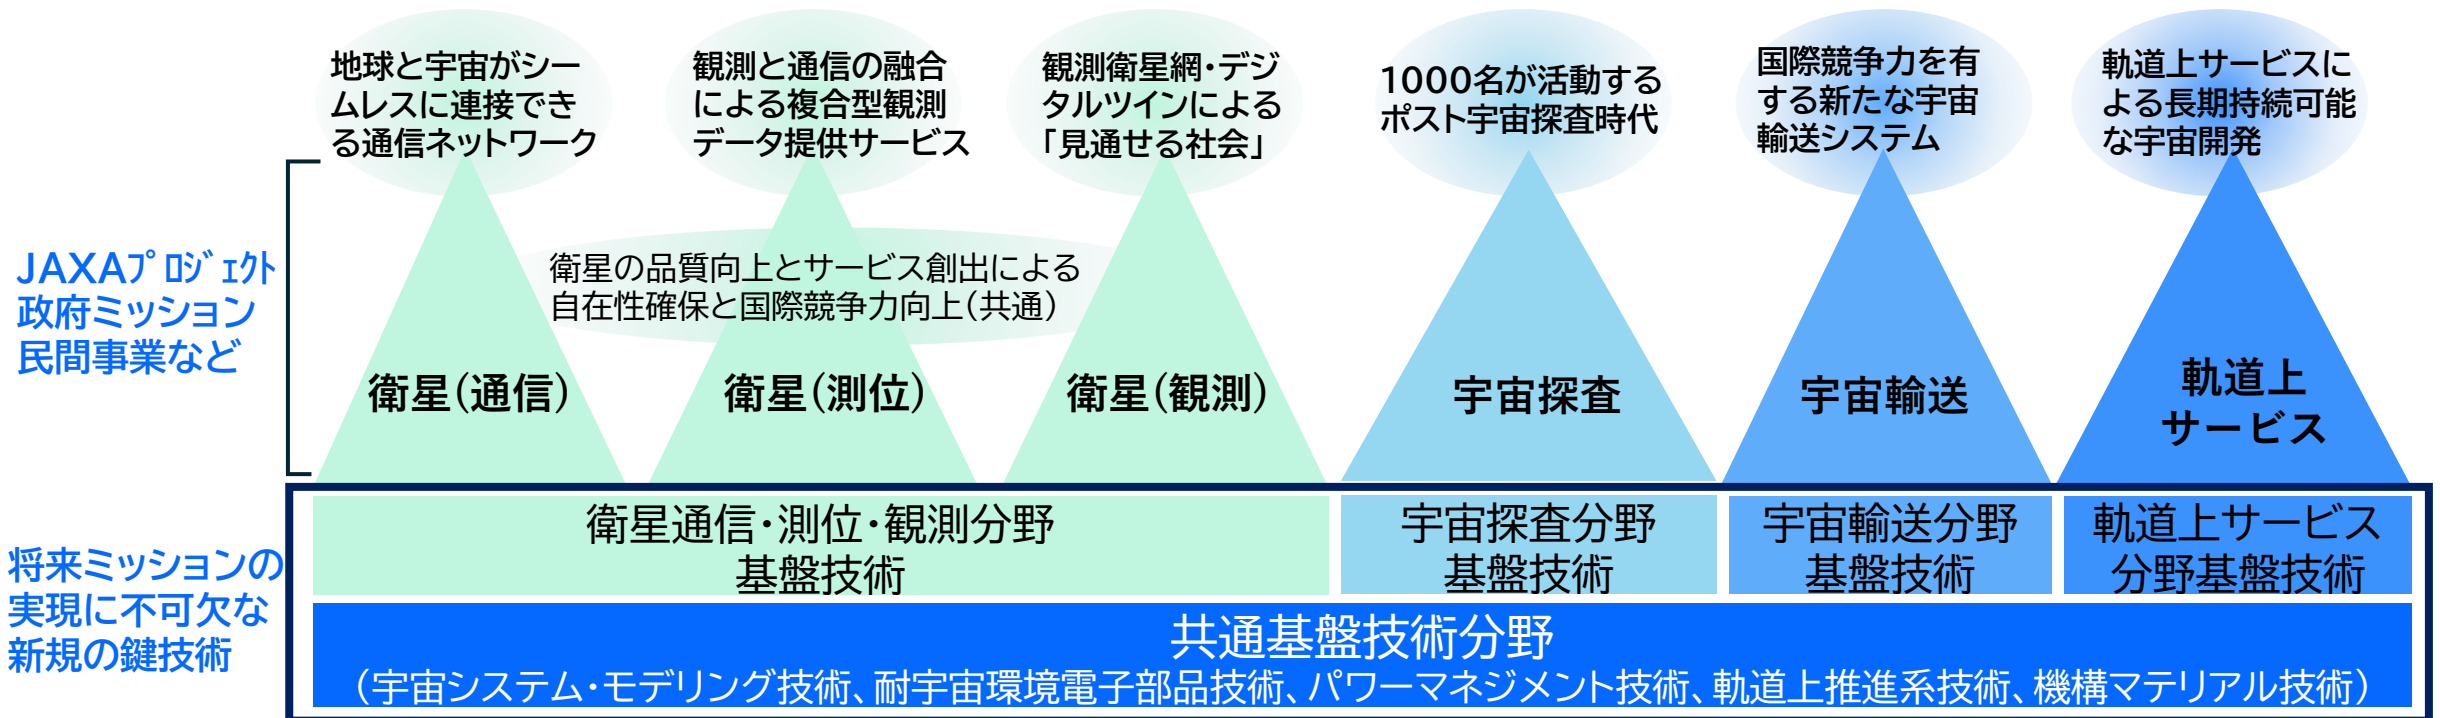 地球と宇宙がシー
ムレスに連接でき
る通信ネットワーク
観測と通信の融合
による複合型観測
データ提供サービス
観測衛星網・デジ
タルツインによる
「見通せる社会」
1000名が活動する
ポスト宇宙探査時代
国際競争力を有
する新たな宇宙
輸送システム
軌道上サービスに
よる長期持続可能
な宇宙開発
JAXAプロジェクト
政府ミッション
民間事業など
衛星の品質向上とサービス創出による
自在性確保と国際競争力向上（共通）
衛星（通信）
衛星（測位）
衛星（観測）
宇宙探査
宇宙輸送
軌道上
サービス
将来ミッションの
実現に不可欠な
新規の鍵技術
衛星通信・測位・観測分野
基盤技術
宇宙探査分野
基盤技術
宇宙輸送分野
基盤技術
軌道上サービス
分野基盤技術
共通基盤技術分野
（宇宙システム・モデリング技術、耐宇宙環境電子部品技術、パワーマネジメント技術、軌道上推進系技術、機構マテリアル技術）